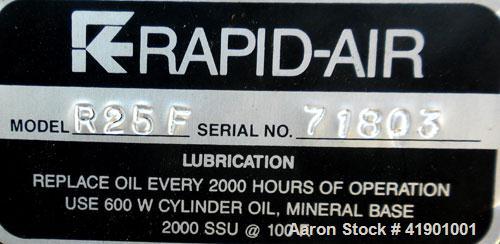 RAPID-AIR
MODEL R25F SERIAL NO. 71803
LUBRICATION
REPLACE OIL EVERY 2000 HOURS OF OPERATION
USE 600 W CYLINDER OIL, MINERAL BASE
2000 SSU @ 100
Aaron Stock # 41901001